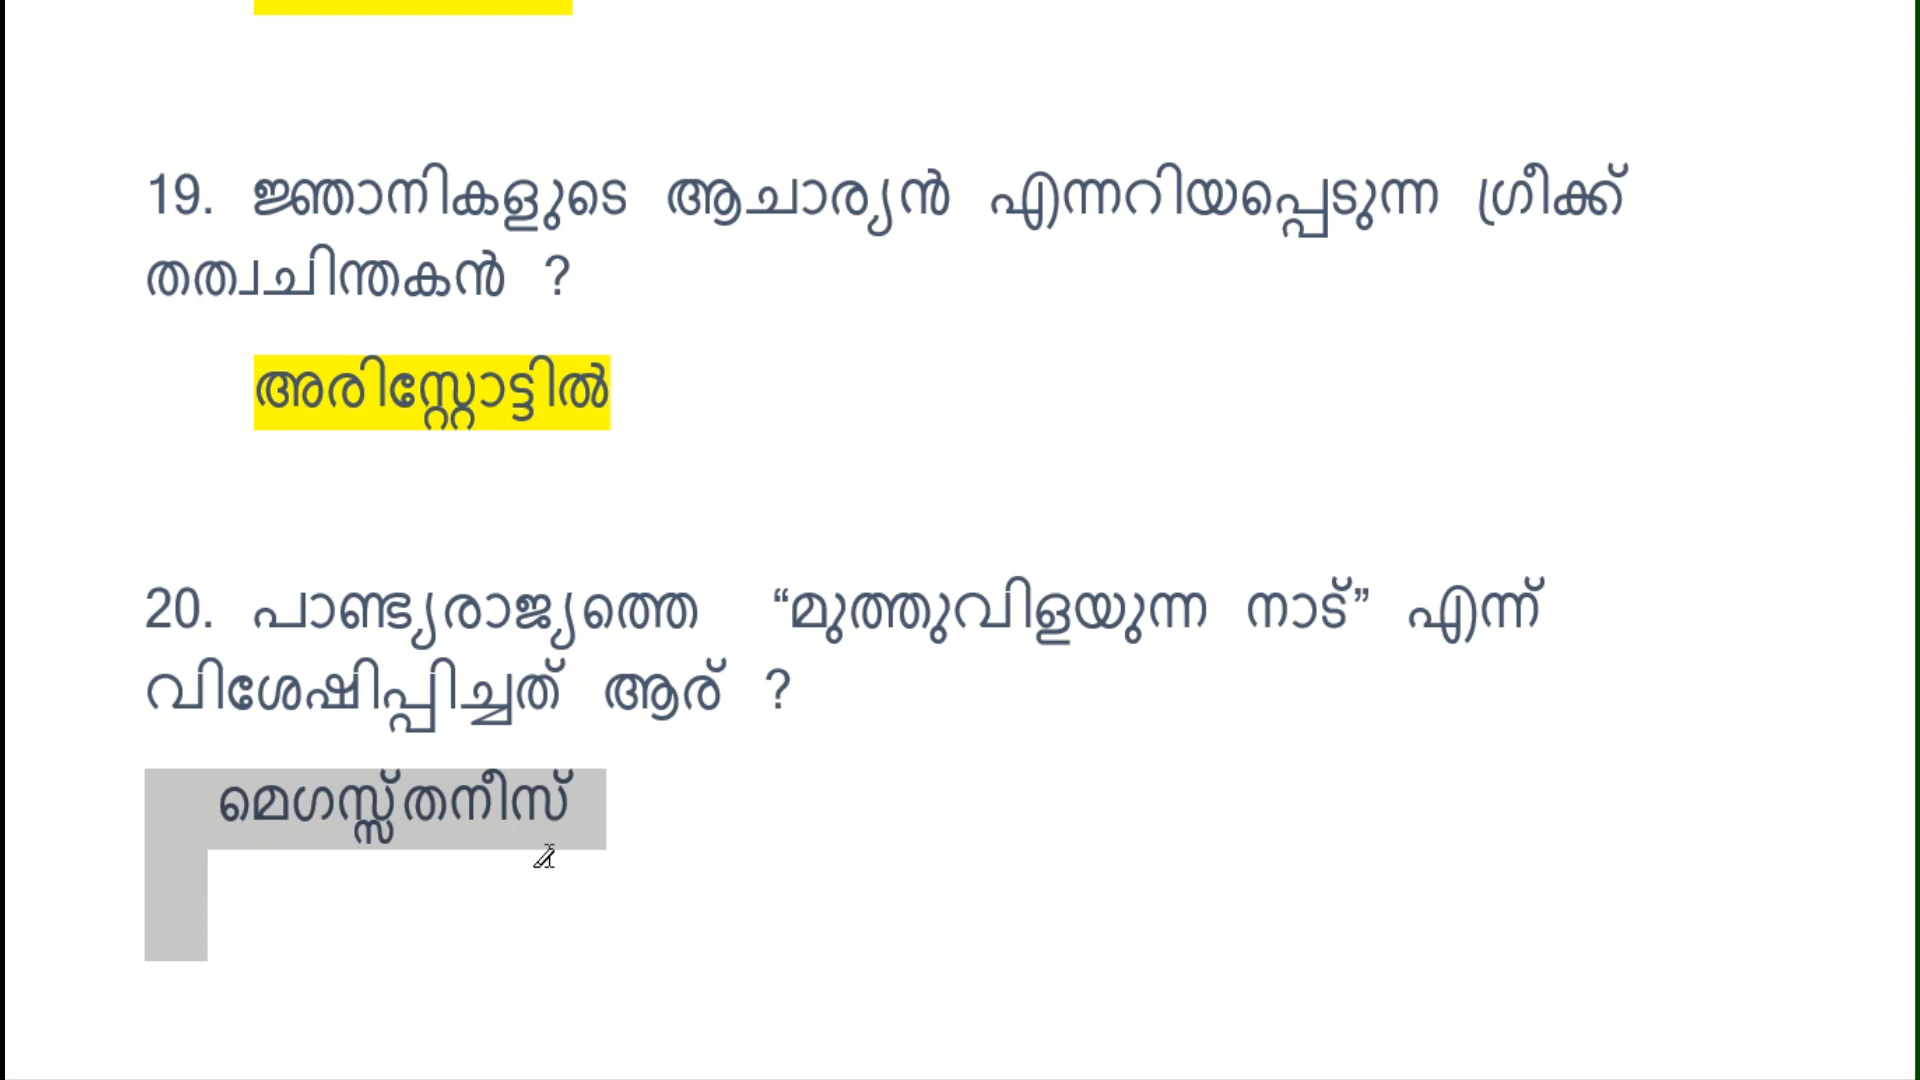 19. ജ്ഞാനികളുടെ ആചാര്യൻ എന്നറിയപ്പെടുന്ന ഗ്രീക്ക്
തത്വചിന്തകൻ ?
അരിസ്റ്റോട്ടിൽ
20. പാണ്ട്യരാജ്യത്തെ “മുത്തുവിളയുന്ന നാട്” എന്ന്
വിശേഷിപ്പിച്ചത് ആര് ?
മെഗസ്സ്തനീസ്